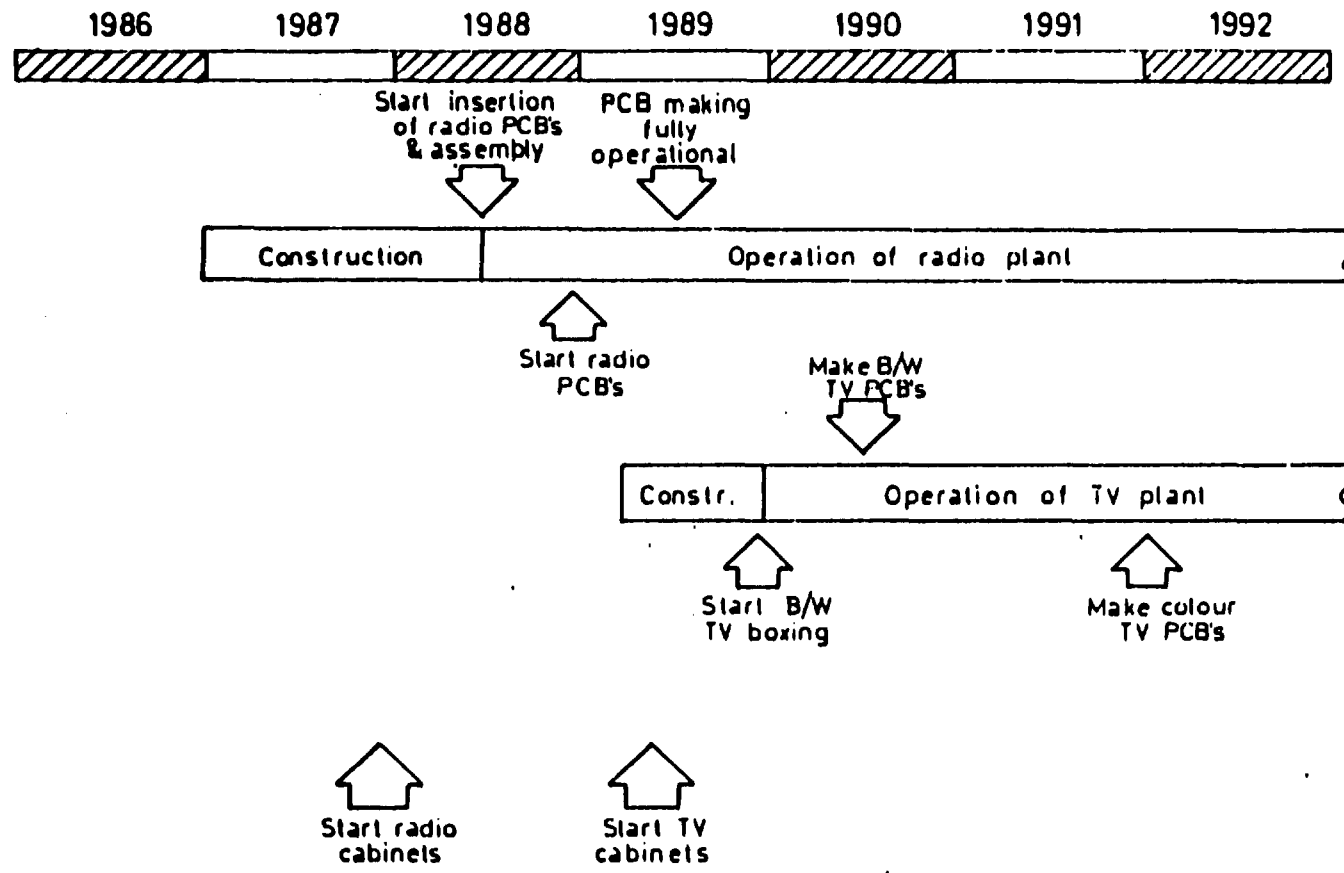 1986 1987 1988 1989 1990 1991 1992
Start insertion
of radio PCB's
& assembly
PCB making
fully
operational
Construction
Operation of radio plant
Start radio
PCB's
Make B/W
TV PCB's
Constr.
Operation of TV plant
Start B/W
TV boxing
Make colour
TV PCB's
Start radio
cabinets
Start TV
cabinets